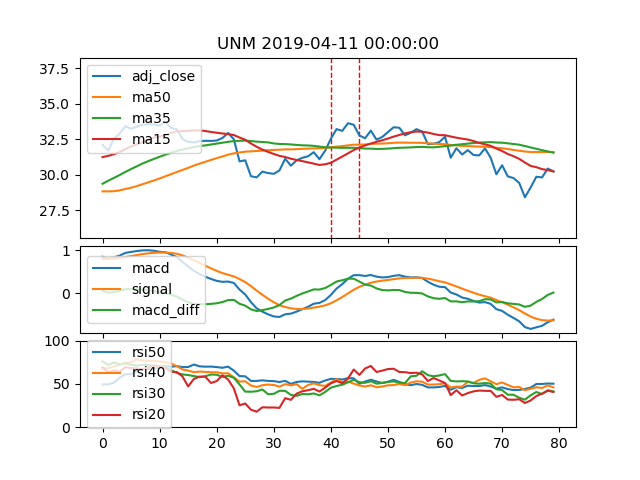 UNM 2019-04-11 00:00:00
37.5
35.0
32.5
30.0
27.5
adj_close
ma50
ma35
ma15
1
0
macd
signal
macd_diff
100
50
0
rsi50
rsi40
rsi30
rsi20
0 10 20 30 40 50 60 70 80